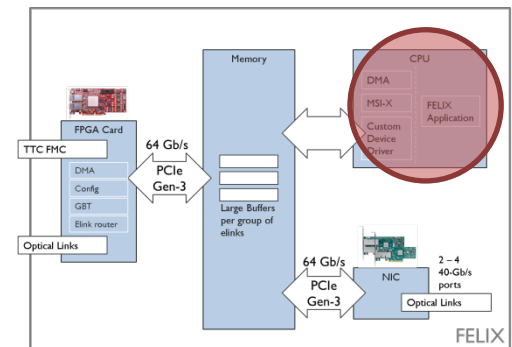 Memory
CPU
DMA
MSI-X
Custom
Device
Driver
FELIX
Application
FPGA Card
TTC FMC
DMA
Config
GBT
Elink router
Optical Links
64 Gb/s
PCIe
Gen-3
Large Buffers
per group of
elinks
64 Gb/s
PCIe
Gen-3
NIC
Optical Links
2 – 4
40-Gb/s
ports
FELIX